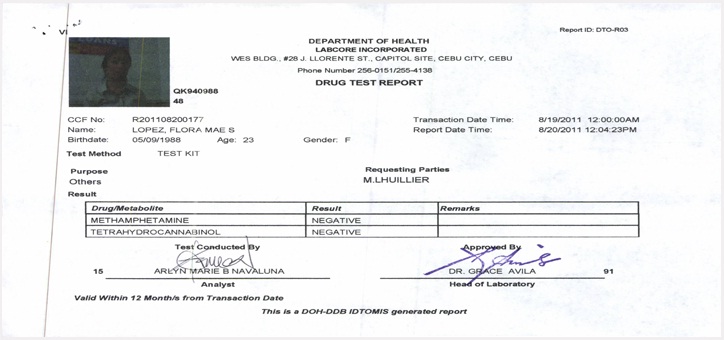 Report ID: DTO-R03
DEPARTMENT OF HEALTH
LABCORE INCORPORATED
WES BLDG., #28 J. LLORENTE ST., CAPITOL SITE, CEBU CITY, CEBU
Phone Number 256-0151/255-4138
DRUG TEST REPORT
QK940988
48
CCF No: R201108200177 Transaction Date Time: 8/19/2011 12:00:00AM
Name: LOPEZ, FLORA MAE S Report Date Time: 8/20/2011 12:04:23PM
Birthdate: 05/09/1988 Age: 23 Gender: F
Test Method TEST KIT
Purpose Requesting Parties
Others M.LHUILLIER
Result
Drug/Metabolite Result Remarks
METHAMPHETAMINE NEGATIVE
TETRAHYDROCANNABINOL NEGATIVE
Test Conducted By Approved By
15 ARLYN MARIE B NAVALUNA DR. GRACE AVILA 91
Analyst Head of Laboratory
Valid Within 12 Month/s from Transaction Date
This is a DOH-DDB IDTOMIS generated report